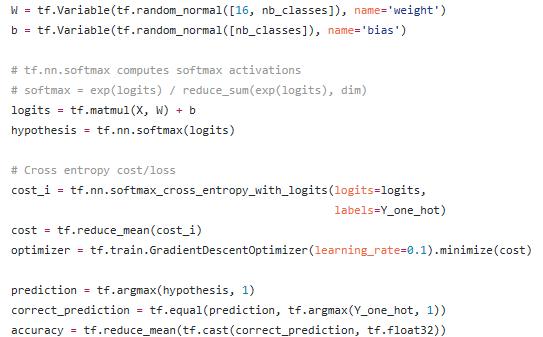 W = tf.Variable(tf.random_normal([16, nb_classes]), name='weight')
b = tf.Variable(tf.random_normal([nb_classes]), name='bias')
# tf.nn.softmax computes softmax activations
# softmax = exp(logits) / reduce_sum(exp(logits), dim)
logits = tf.matmul(X, W) + b
hypothesis = tf.nn.softmax(logits)
# Cross entropy cost/loss
cost_i = tf.nn.softmax_cross_entropy_with_logits(logits=logits,
labels=Y_one_hot)
cost = tf.reduce_mean(cost_i)
optimizer = tf.train.GradientDescentOptimizer(learning_rate=0.1).minimize(cost)
prediction = tf.argmax(hypothesis, 1)
correct_prediction = tf.equal(prediction, tf.argmax(Y_one_hot, 1))
accuracy = tf.reduce_mean(tf.cast(correct_prediction, tf.float32))